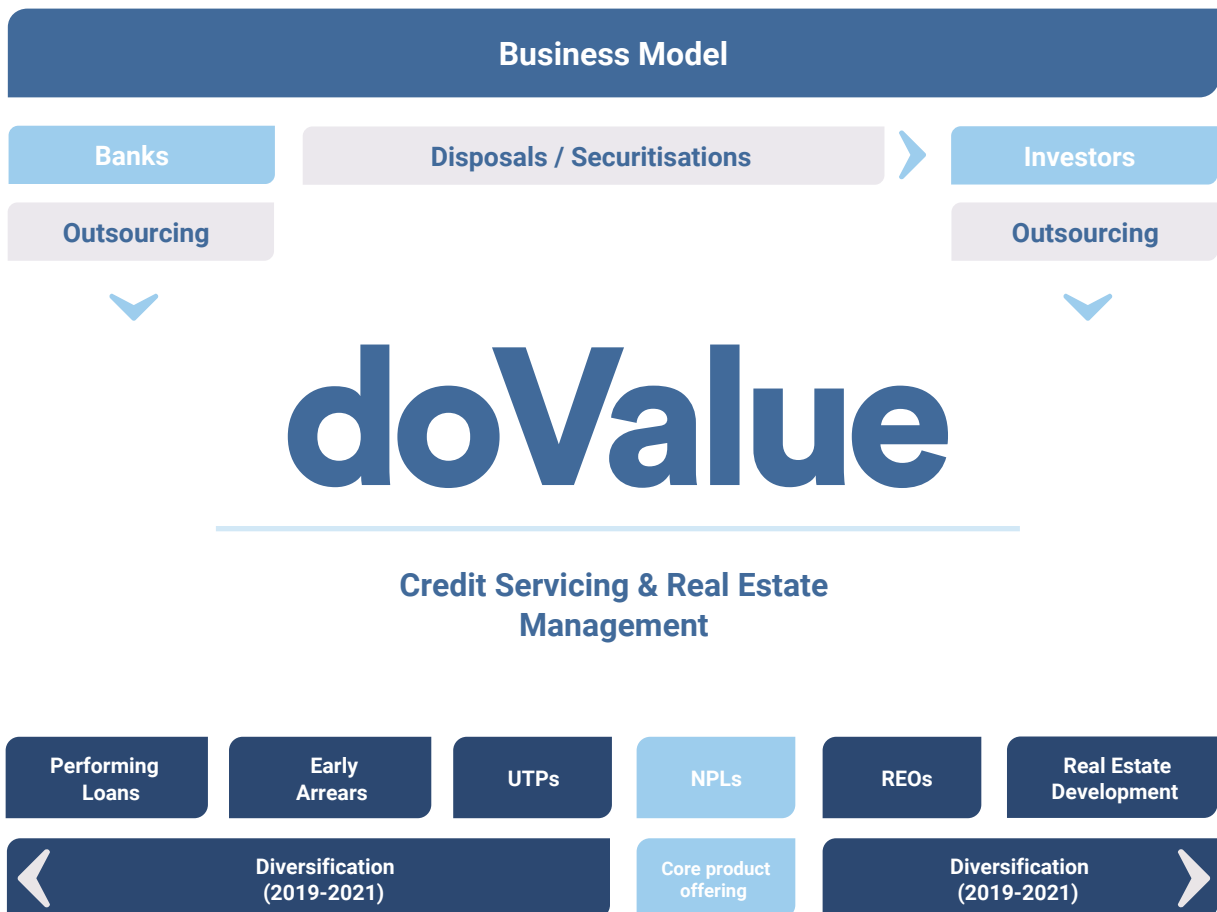 Business Model
Banks
Disposals / Securitisations
Investors
Outsourcing
Outsourcing
doValue
Credit Servicing & Real Estate
Management
Performing
Loans
Early
Arrears
UTPs
NPLs
REOs
Real Estate
Development
Diversification
(2019-2021)
Core product
offering
Diversification
(2019-2021)